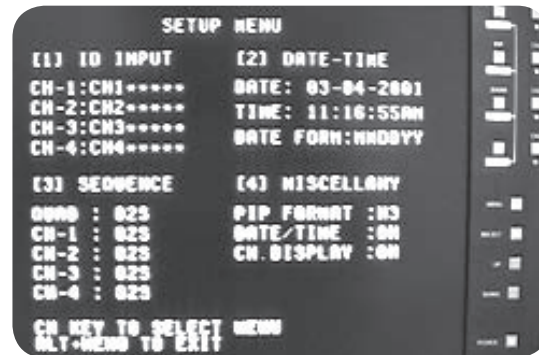 SETUP MENU
[1] ID INPUT
CH-1:CH1*****
CH-2:CH2*****
CH-3:CH3*****
CH-4:CH4*****
[2] DATE-TIME
DATE: 03-04-2001
TIME: 11:16:55AM
DATE FORM:MMDDYY
[3] SEQUENCE
QUAD : 02S
CH-1 : 02S
CH-2 : 02S
CH-3 : 02S
CH-4 : 02S
[4] MISCELLANY
PIP FORMAT :M3
DATE/TIME :ON
CH.DISPLAY :ON
CH KEY TO SELECT MENU
ALT+MENU TO EXIT